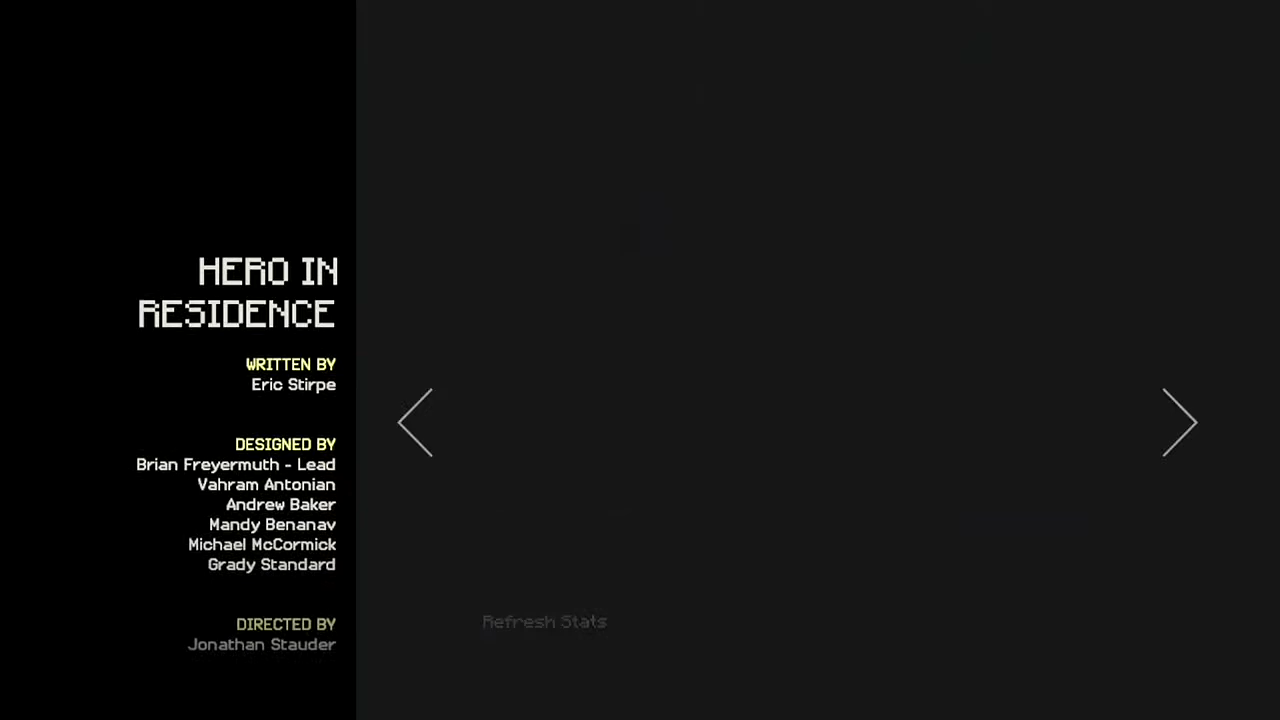 HERO IN
RESIDENCE
WRITTEN BY
Eric Stirpe
DESIGNED BY
Brian Freyermuth - Lead
Vahram Antonian
Andrew Baker
Mandy Benanav
Michael McCormick
Grady Standard
DIRECTED BY
Jonathan Stauder
Refresh Stats